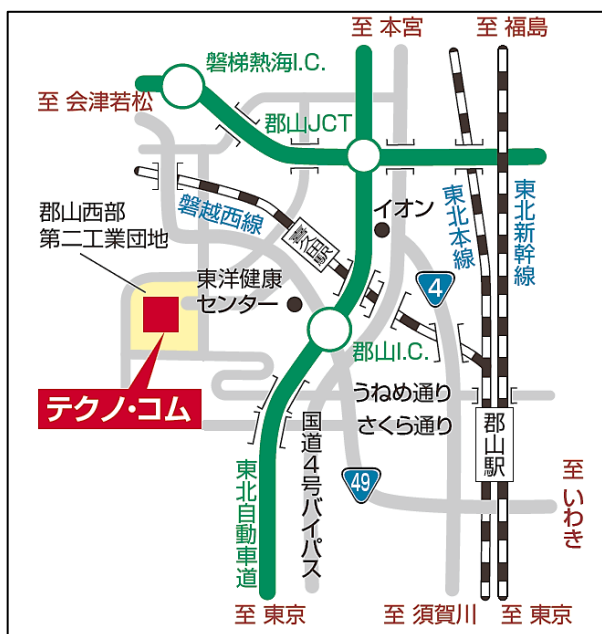 至 本宮
至 福島
磐梯熱海I.C.
至 会津若松
郡山JCT
郡山西部
第二工業団地
磐越西線
喜久田駅
イオン
東北本線
東北新幹線
東洋健康
センター
4
郡山I.C.
テクノ・コム
うねめ通り
さくら通り
郡山駅
国道4号バイパス
49
東北自動車道
至 いわき
至 東京
至 須賀川
至 東京